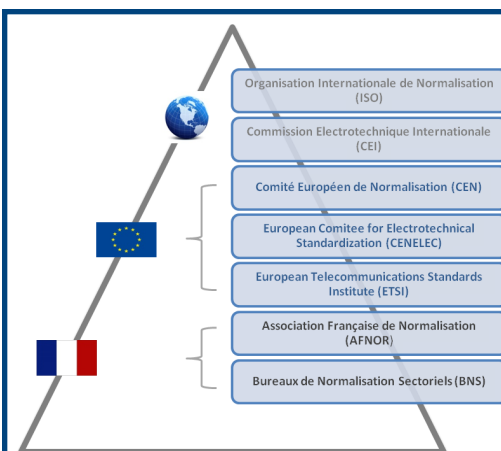 Organisation Internationale de Normalisation
(ISO)
Commission Electrotechnique Internationale
(CEI)
Comité Européen de Normalisation (CEN)
European Comitee for Electrotechnical
Standardization (CENELEC)
European Telecommunications Standards
Institute (ETSI)
Association Française de Normalisation
(AFNOR)
Bureaux de Normalisation Sectoriels (BNS)